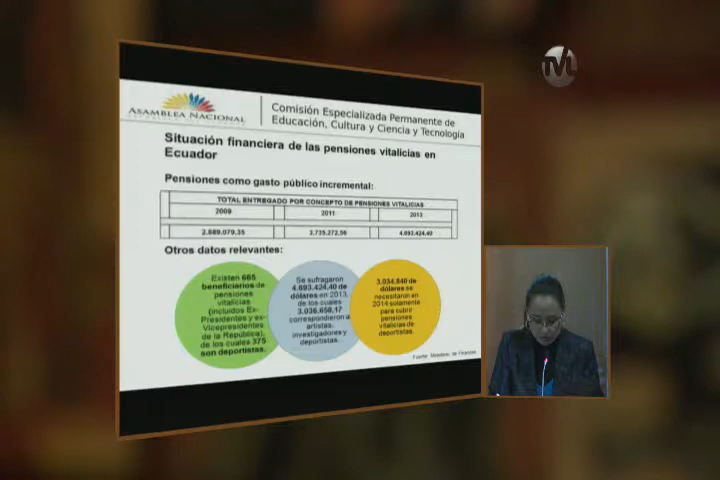 TVL
ASAMBLEA NACIONAL
Comisión Especializada Permanente de
Educación, Cultura y Ciencia y Tecnología
Situación financiera de las pensiones vitalicias en
Ecuador
Pensiones como gasto público incremental:
TOTAL ENTREGADO POR CONCEPTO DE PENSIONES VITALICIAS
2009 2011 2013
2.889.079,35 3.735.272,56 4.693.424,40
Otros datos relevantes:
Existen 665
beneficiarios de
pensiones
vitalicias
(incluidos Ex-
Presidentes y ex-
Vicepresidentes
de la República),
de los cuales 375
son deportistas.
Se sufragaron
4.693.424.40 de
dólares en 2013,
de los cuales
3.036.658.17
corresponden a
artistas,
investigadores y
deportistas.
3.034.840 de
dólares se
necesitaron en
2014 solamente
para cubrir
pensiones
vitalicias de
deportistas.
Fuente: Ministerio de Finanzas